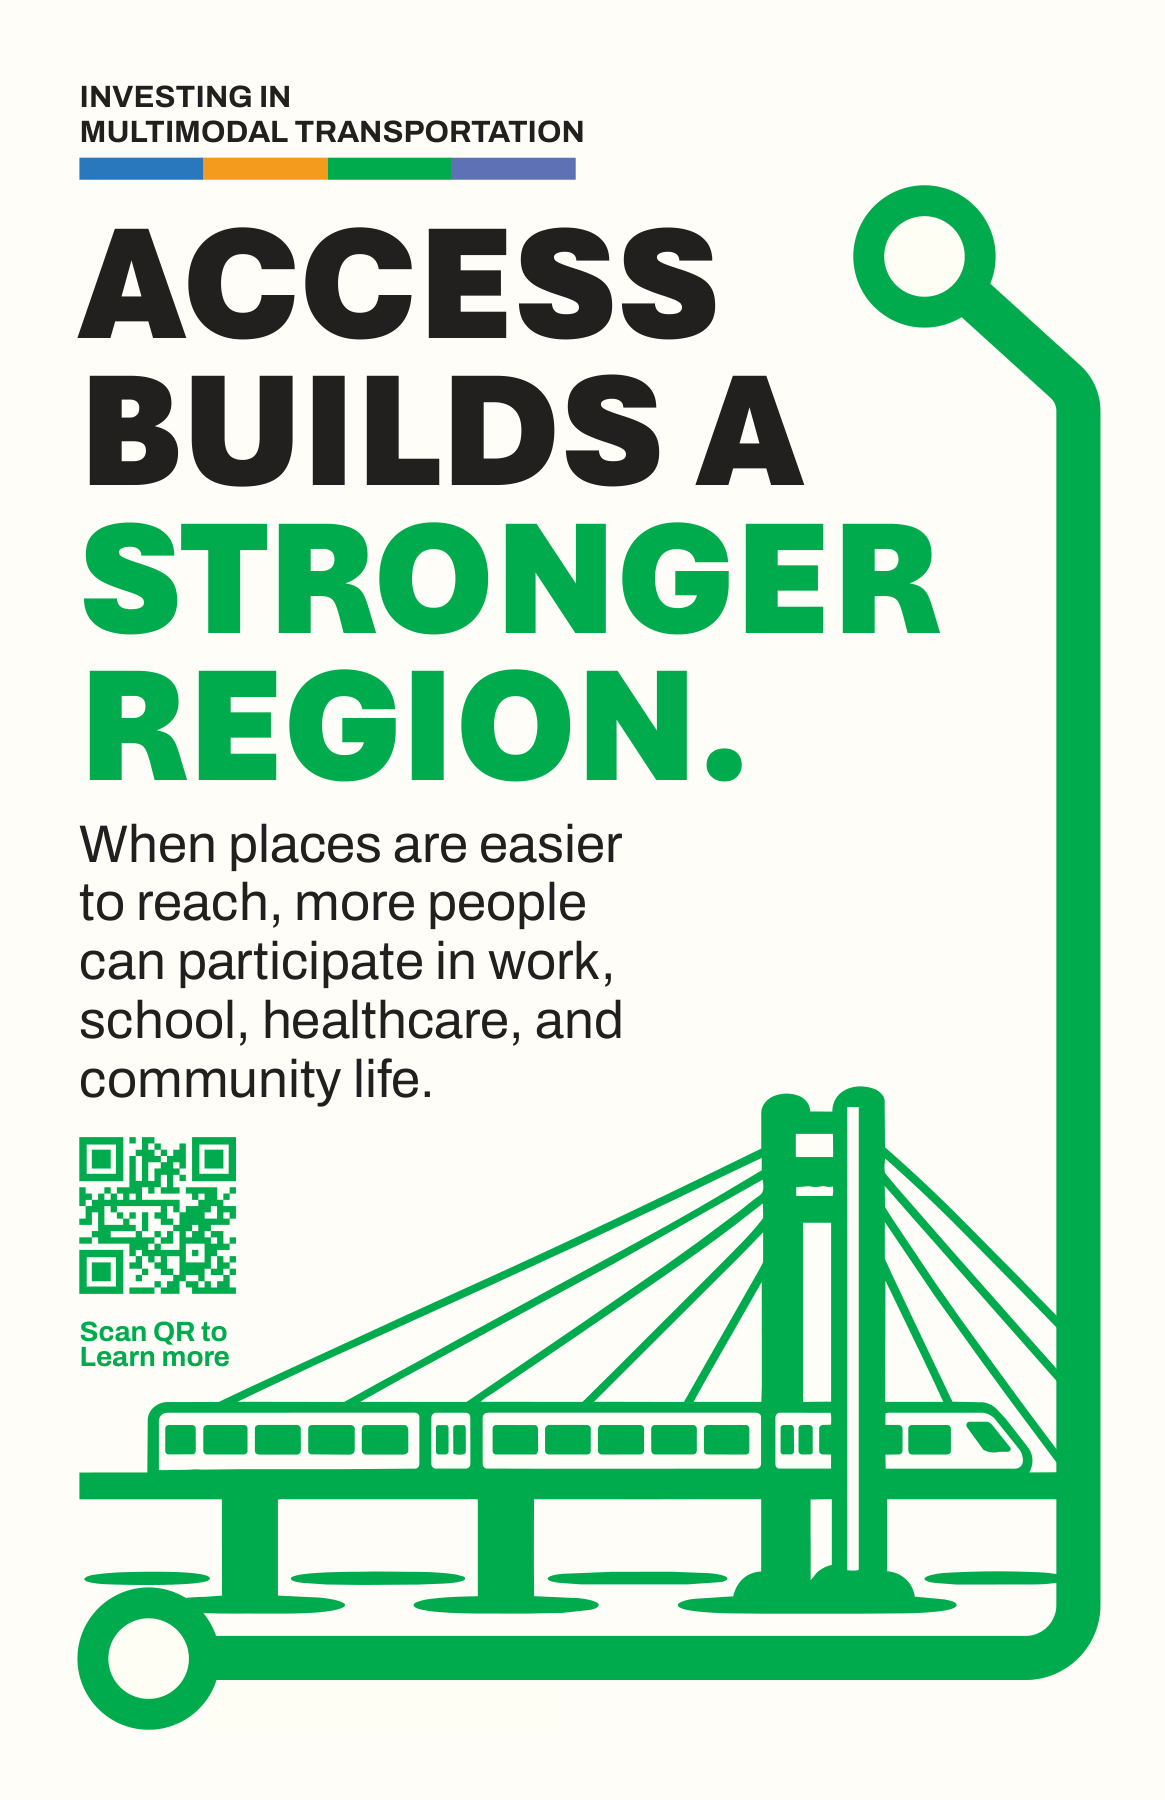 INVESTING IN
MULTIMODAL TRANSPORTATION
ACCESS
BUILDS A
STRONGER
REGION.
When places are easier
to reach, more people
can participate in work,
school, healthcare, and
community life.
Scan QR to
Learn more